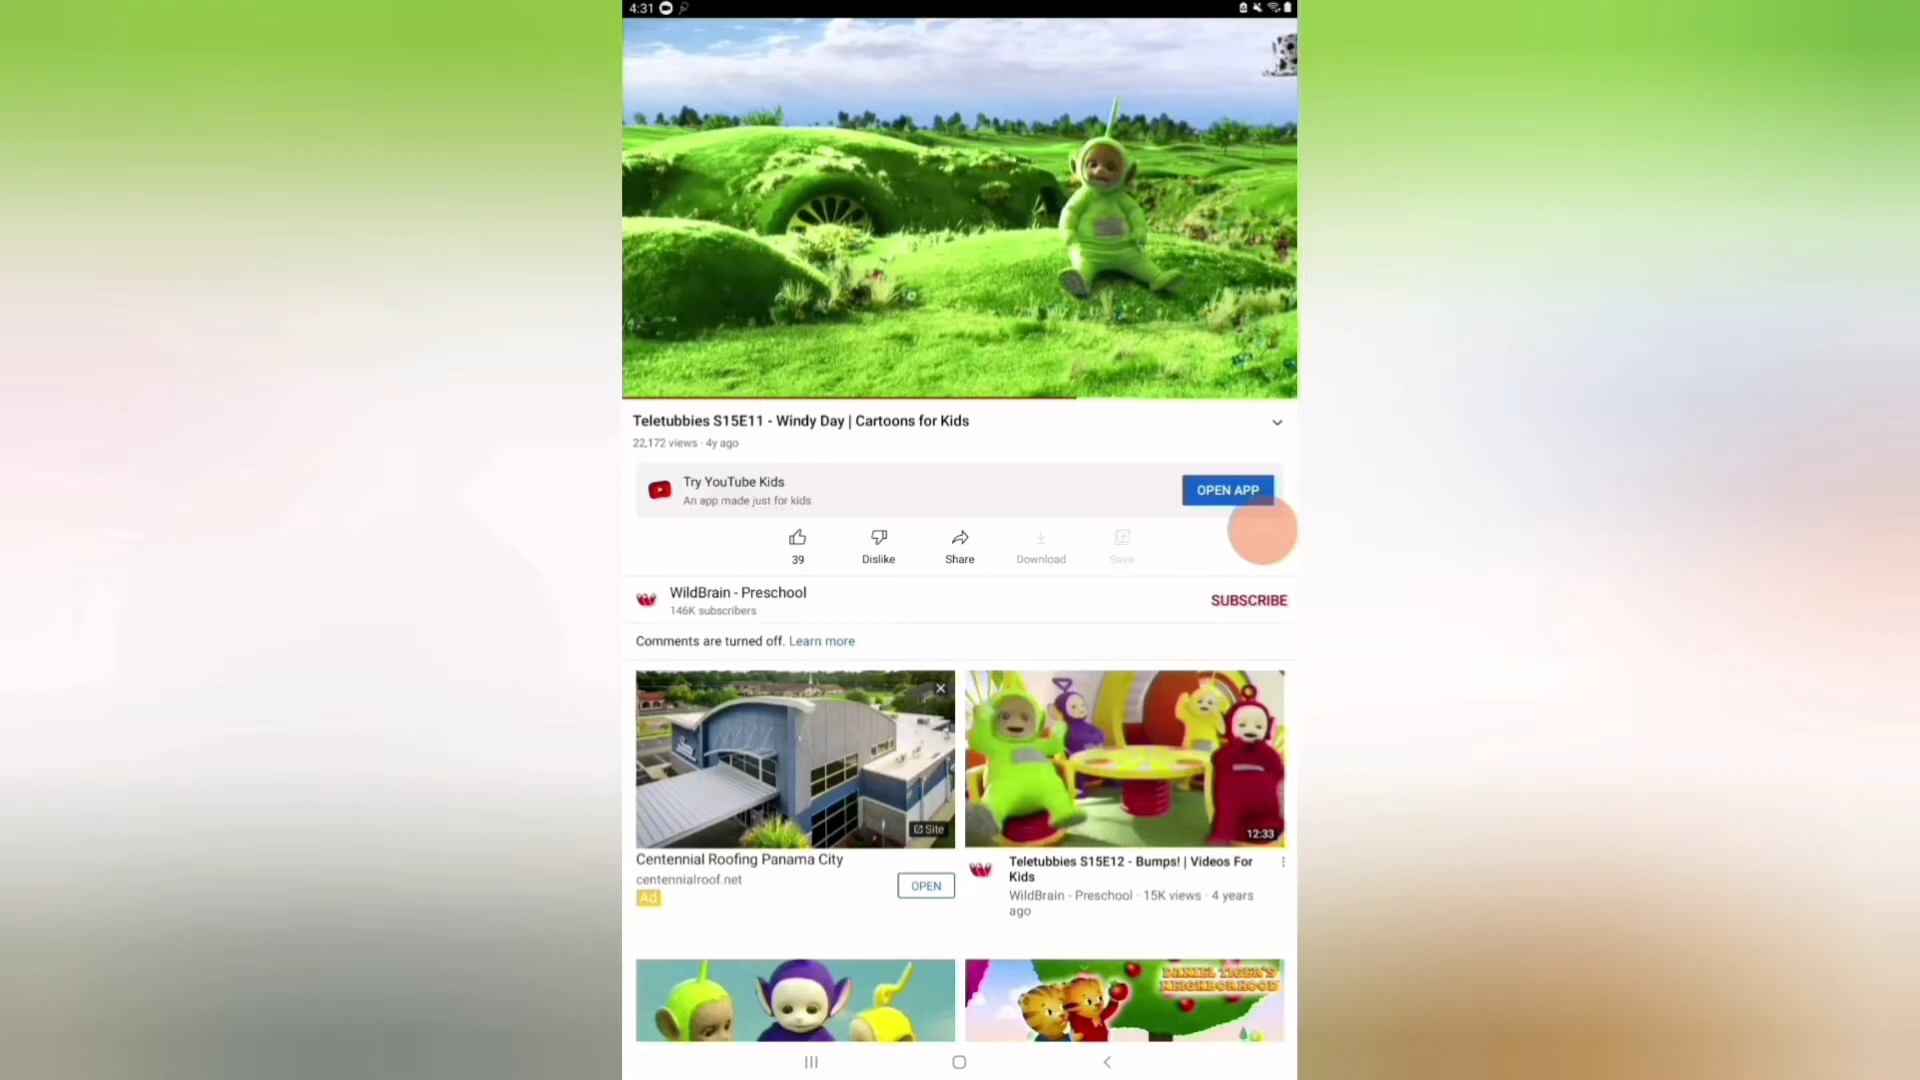 4:31
Teletubbies S15E11 - Windy Day | Cartoons for Kids
22,172 views · 4y ago
Try YouTube Kids
An app made just for kids
OPEN APP
39
Dislike
Share
Download
Save
WildBrain - Preschool
146K subscribers
SUBSCRIBE
Comments are turned off. Learn more
Site
12:33
Centennial Roofing Panama City
centennialroof.net
Ad
OPEN
Teletubbies S15E12 - Bumps! | Videos For
Kids
WildBrain - Preschool · 15K views · 4 years
ago
DANIEL TIGER'S
NEIGHBORHOOD